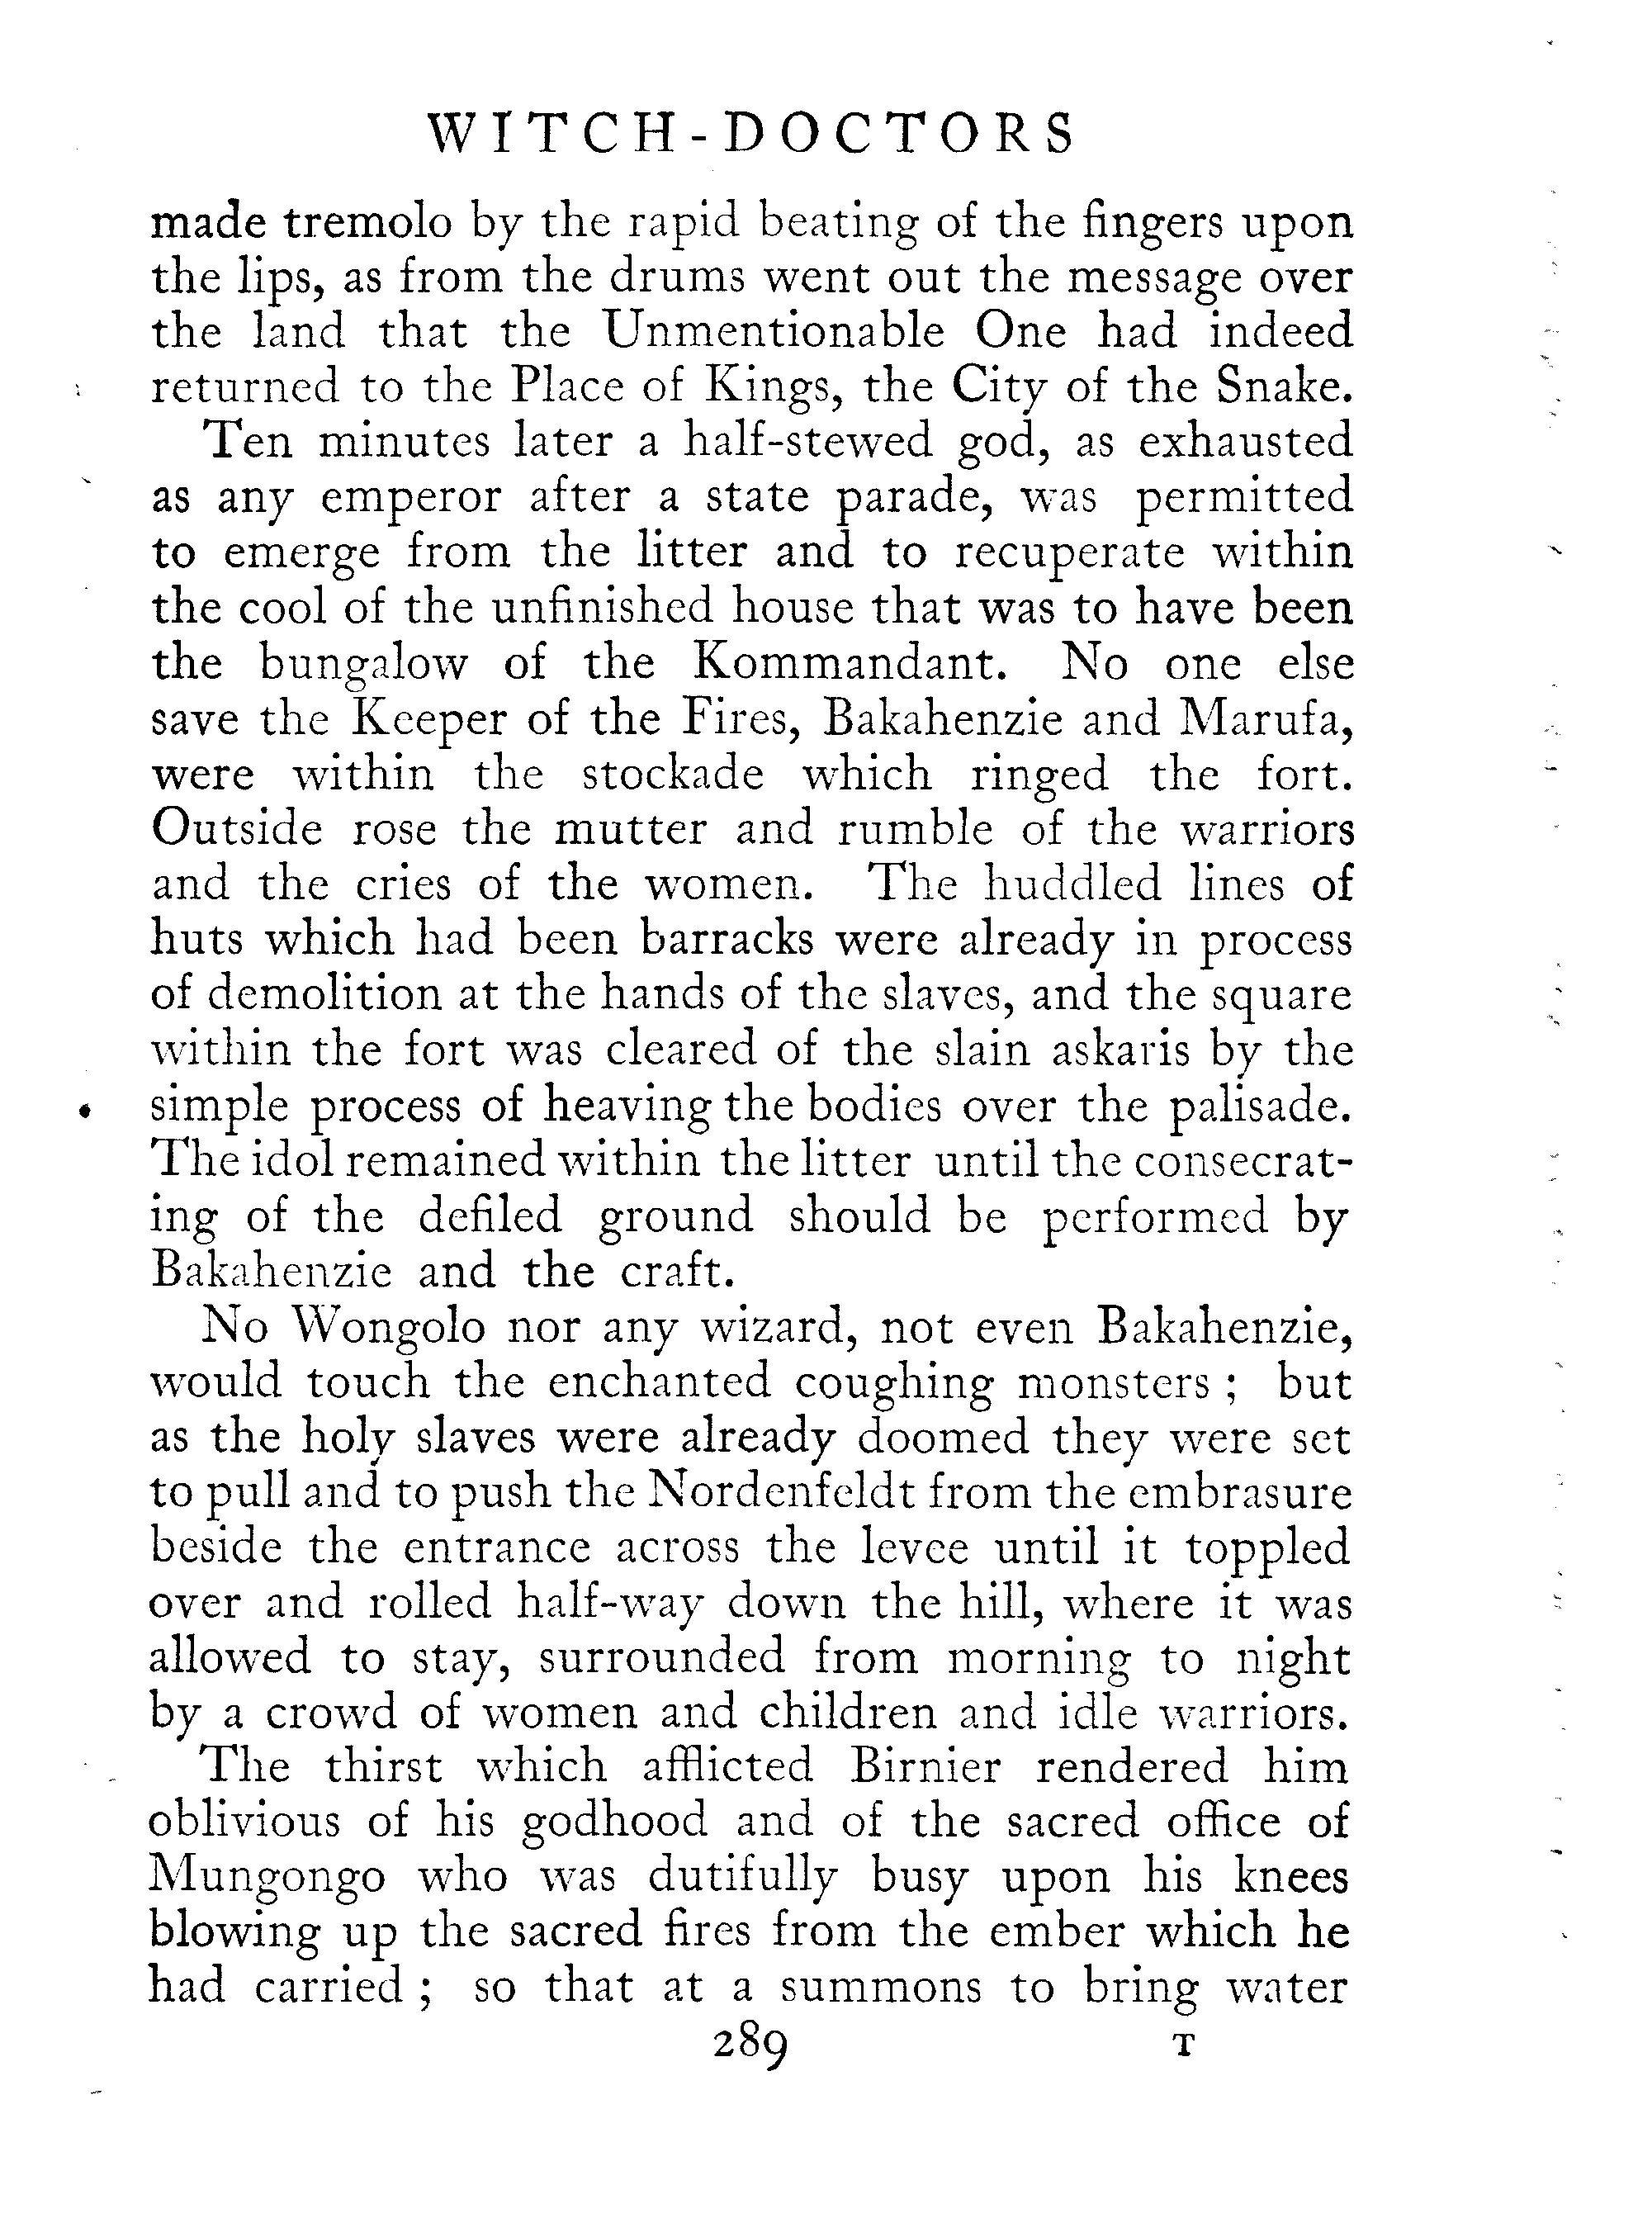 WITCH-DOCTORS
made tremolo by the rapid beating of the fingers upon
the lips, as from the drums went out the message over
the land that the Unmentionable One had indeed
returned to the Place of Kings, the City of the Snake.
Ten minutes later a half-stewed god, as exhausted
as any emperor after a state parade, was permitted
to emerge from the litter and to recuperate within
the cool of the unfinished house that was to have been
the bungalow of the Kommandant. No one else
save the Keeper of the Fires, Bakahenzie and Marufa,
were within the stockade which ringed the fort.
Outside rose the mutter and rumble of the warriors
and the cries of the women. The huddled lines of
huts which had been barracks were already in process
of demolition at the hands of the slaves, and the square
within the fort was cleared of the slain askaris by the
simple process of heaving the bodies over the palisade.
The idol remained within the litter until the consecrat-
ing of the defiled ground should be performed by
Bakahenzie and the craft.
No Wongolo nor any wizard, not even Bakahenzie,
would touch the enchanted coughing monsters ; but
as the holy slaves were already doomed they were set
to pull and to push the Nordenfeldt from the embrasure
beside the entrance across the levee until it toppled
over and rolled half-way down the hill, where it was
allowed to stay, surrounded from morning to night
by a crowd of women and children and idle warriors.
The thirst which afflicted Birnier rendered him
oblivious of his godhood and of the sacred office of
Mungongo who was dutifully busy upon his knees
blowing up the sacred fires from the ember which he
had carried ; so that at a summons to bring water
289 T